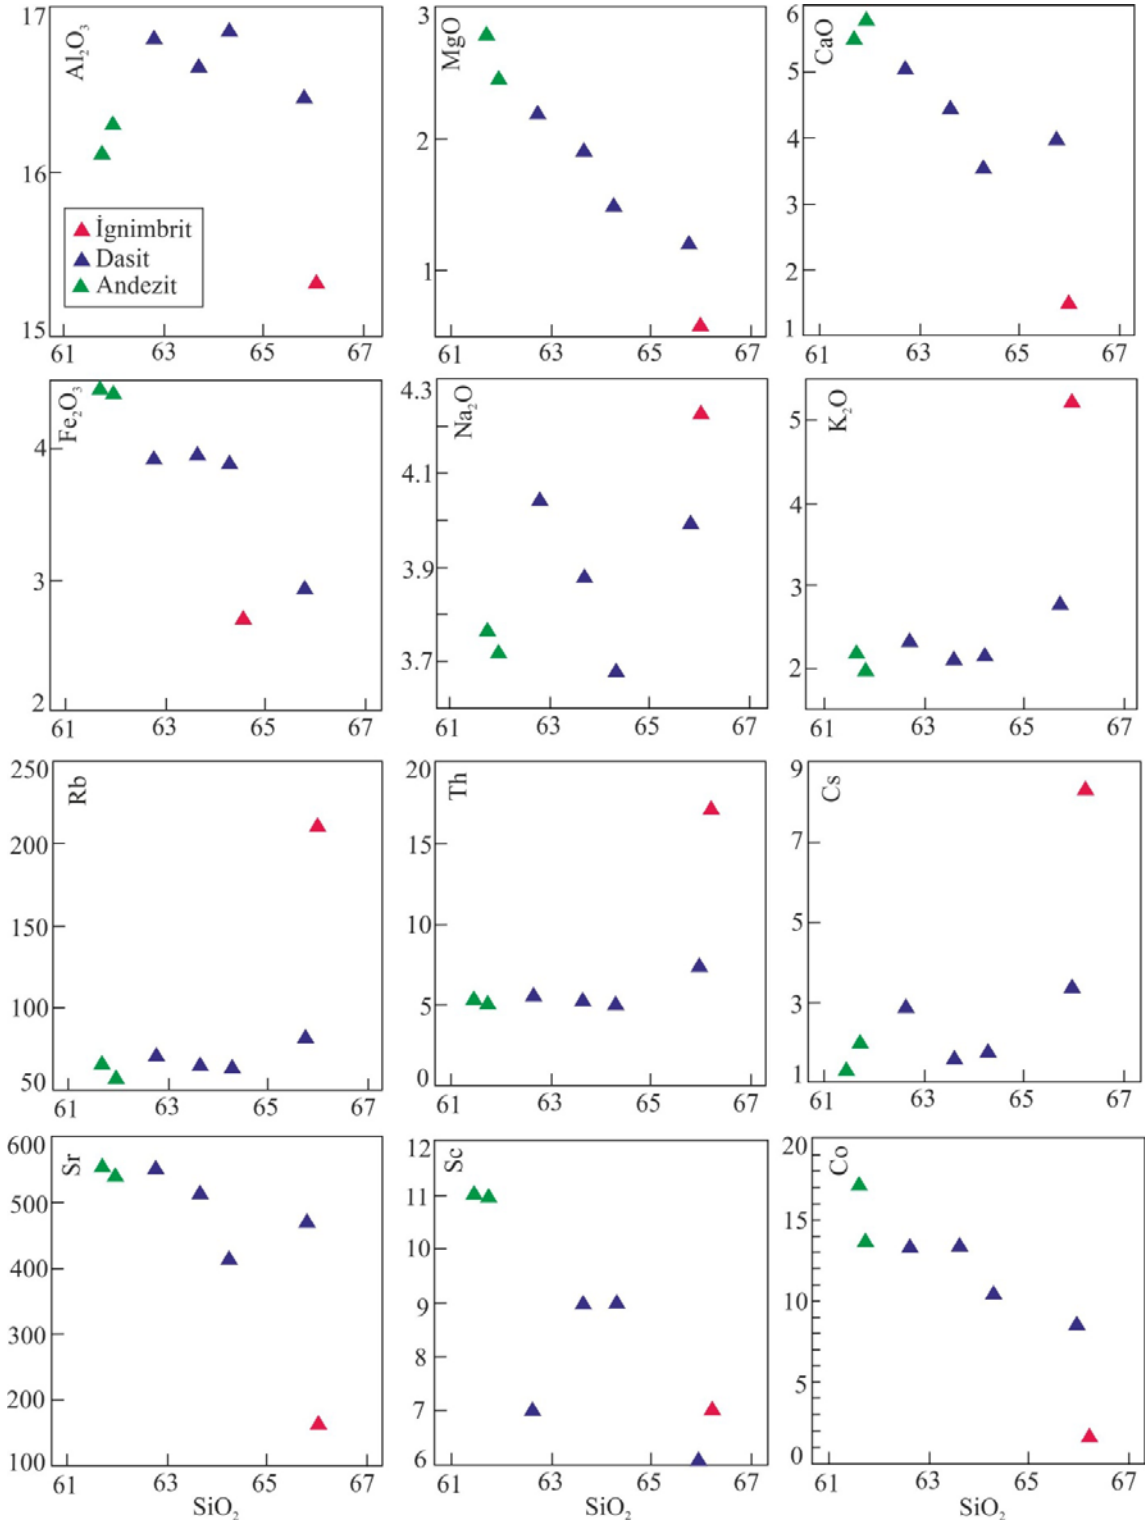 17
16
15
Al₂O₃
İgnimbrit
Dasit
Andezit
61 63 65 67
3
2
1
MgO
61 63 65 67
6
5
4
3
2
1
CaO
61 63 65 67
4
3
2
Fe₂O₃
61 63 65 67
4.3
4.1
3.9
3.7
Na₂O
61 63 65 67
5
4
3
2
K₂O
61 63 65 67
250
200
150
100
50
Rb
61 63 65 67
20
15
10
5
0
Th
61 63 65 67
9
7
5
3
1
Cs
61 63 65 67
600
500
400
300
200
100
Sr
61 63 65 67
SiO₂
12
11
10
9
8
7
6
Sc
61 63 65 67
20
15
10
5
0
Co
61 63 65 67
SiO₂